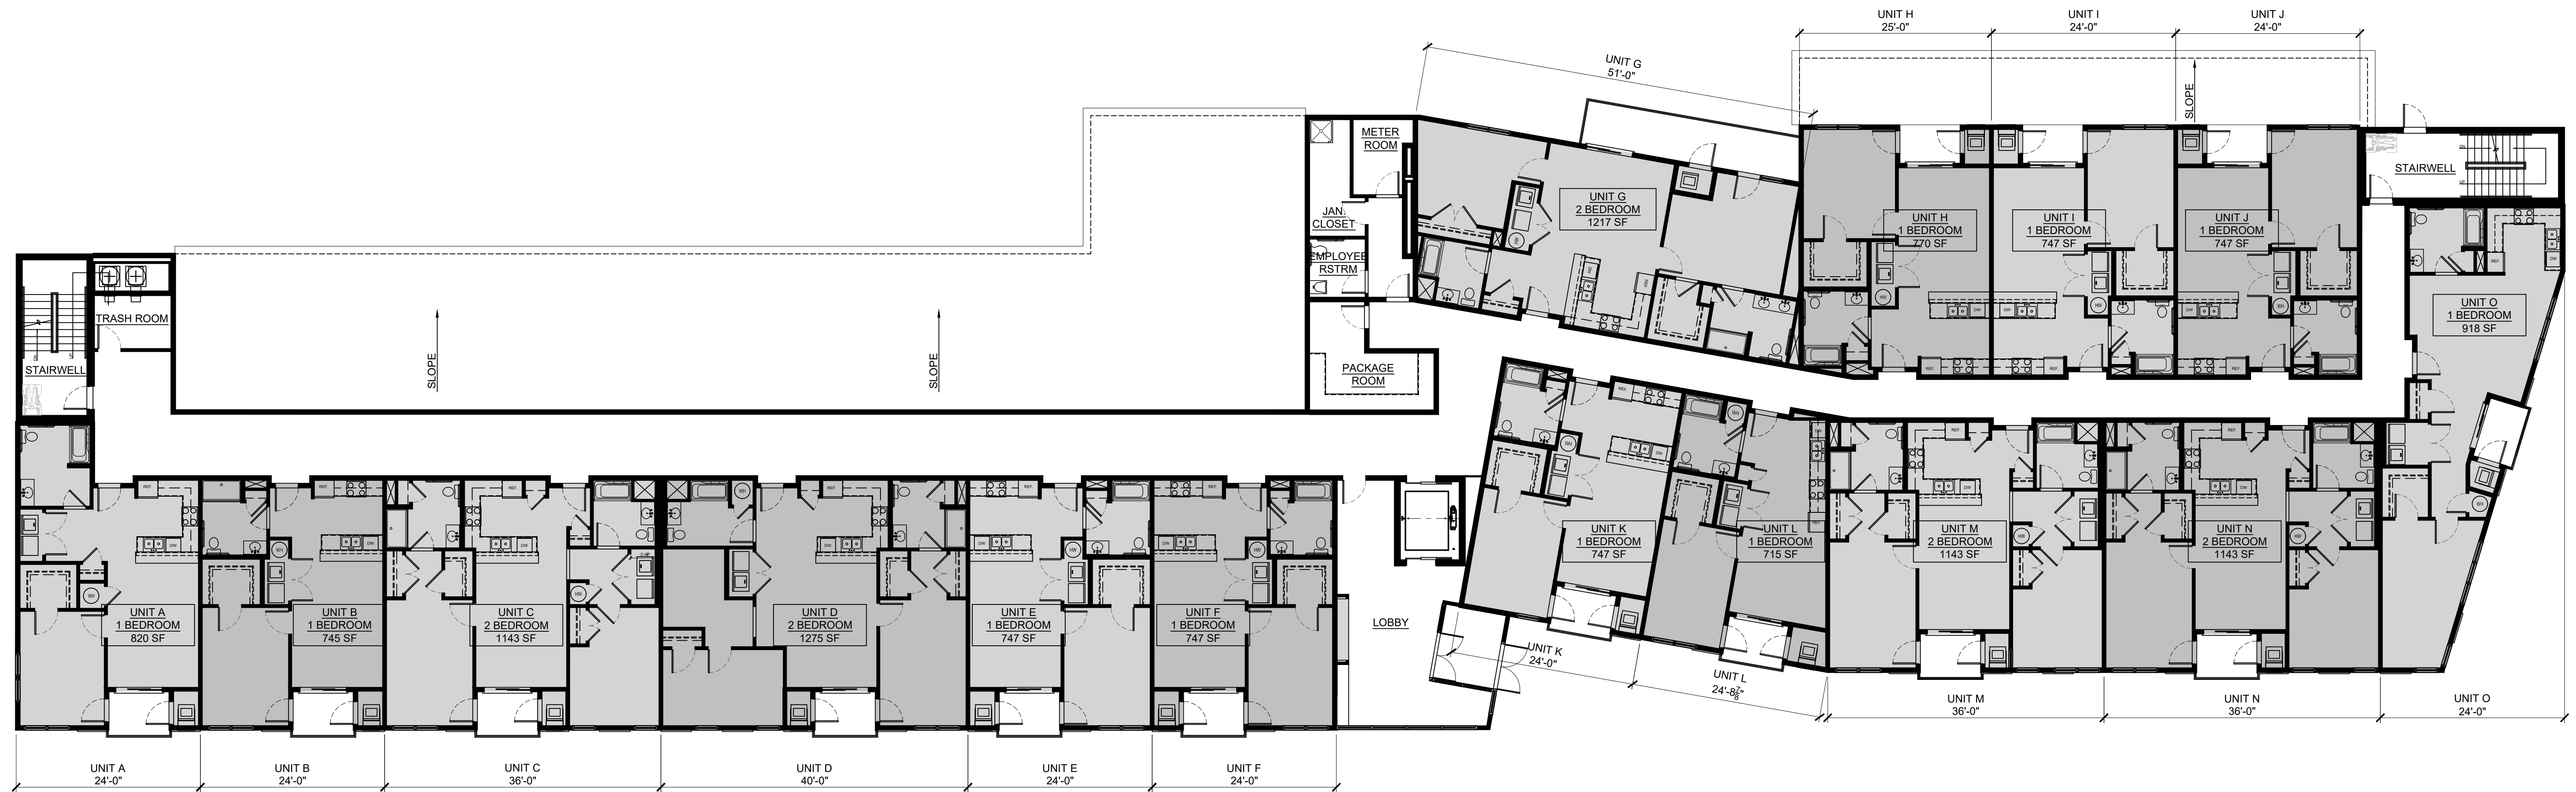 UNIT H
25'-0"
UNIT I
24'-0"
UNIT J
24'-0"
UNIT G
51'-0"
SLOPE
METER
ROOM
JAN.
CLOSET
EMPLOYEE
RSTRM
PACKAGE
ROOM
UNIT G
2 BEDROOM
1217 SF
UNIT H
1 BEDROOM
770 SF
UNIT I
1 BEDROOM
747 SF
UNIT J
1 BEDROOM
747 SF
STAIRWELL
UNIT O
1 BEDROOM
918 SF
TRASH ROOM
STAIRWELL
SLOPE
SLOPE
UNIT A
1 BEDROOM
820 SF
UNIT B
1 BEDROOM
745 SF
UNIT C
2 BEDROOM
1143 SF
UNIT D
2 BEDROOM
1275 SF
UNIT E
1 BEDROOM
747 SF
UNIT F
1 BEDROOM
747 SF
LOBBY
UNIT K
1 BEDROOM
747 SF
UNIT L
1 BEDROOM
715 SF
UNIT M
2 BEDROOM
1143 SF
UNIT N
2 BEDROOM
1143 SF
UNIT K
24'-0"
UNIT L
24'-8⅞"
UNIT M
36'-0"
UNIT N
36'-0"
UNIT O
24'-0"
UNIT A
24'-0"
UNIT B
24'-0"
UNIT C
36'-0"
UNIT D
40'-0"
UNIT E
24'-0"
UNIT F
24'-0"